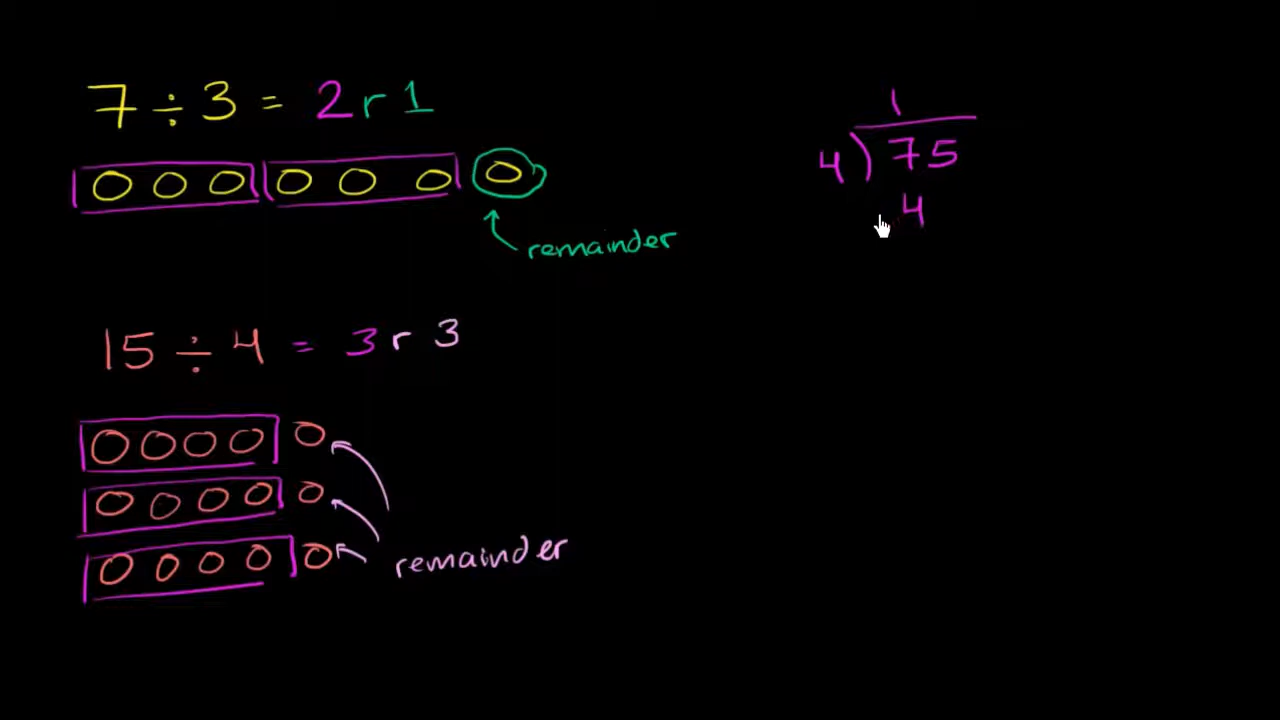 7 ÷ 3 = 2 r 1
remainder
15 ÷ 4 = 3 r 3
remainder
1
4 ) 75
4